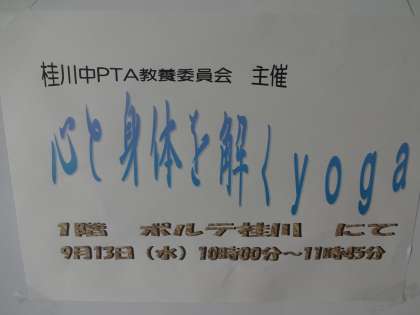 桂川中PTA教養委員会　主催
心と身体を解くyoga
1階　ポルテ桂川　にて
9月13日（水）10時00分～11時45分